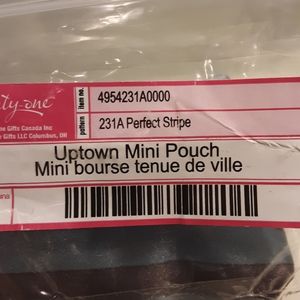 ty-one
item no. 4954231A0000
ne Gifts Canada Inc
Gifts LLC Columbus, OH
pattern 231A Perfect Stripe
Uptown Mini Pouch
Mini bourse tenue de ville